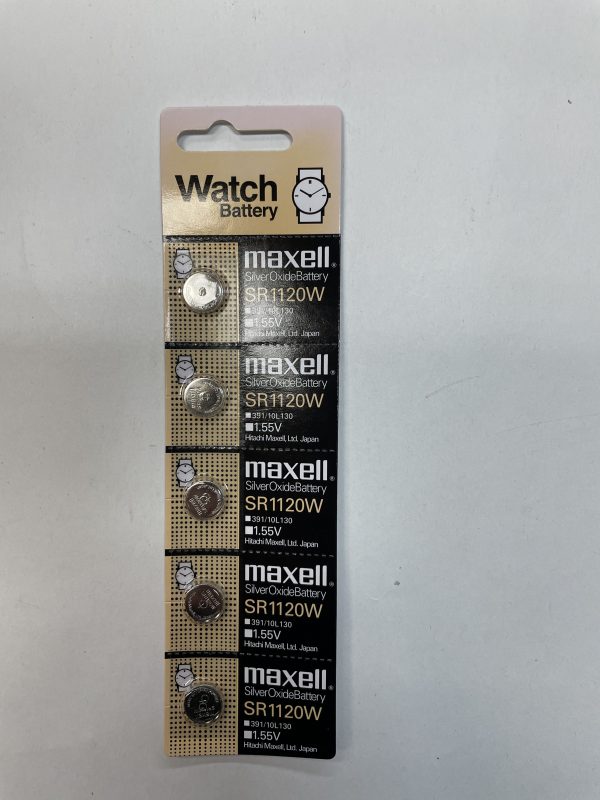 Watch
Battery
maxell®
SilverOxideBattery
SR1120W
391/10L130
1.55V
Hitachi Maxell, Ltd. Japan
maxell®
SilverOxideBattery
SR1120W
391/10L130
1.55V
Hitachi Maxell, Ltd. Japan
maxell®
SilverOxideBattery
SR1120W
391/10L130
1.55V
Hitachi Maxell, Ltd. Japan
maxell®
SilverOxideBattery
SR1120W
391/10L130
1.55V
Hitachi Maxell, Ltd. Japan
maxell®
SilverOxideBattery
SR1120W
391/10L130
1.55V
Hitachi Maxell, Ltd. Japan